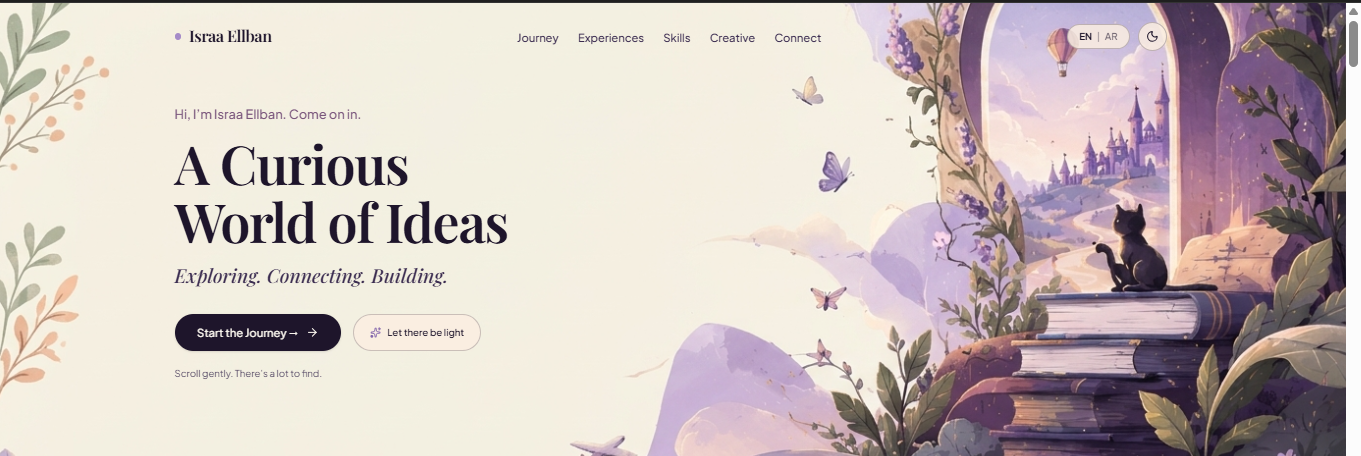 Israa Ellban
Journey Experiences Skills Creative Connect
EN | AR
Hi, I'm Israa Ellban. Come on in.
A Curious
World of Ideas
Exploring. Connecting. Building.
Start the Journey → →
Let there be light
Scroll gently. There's a lot to find.